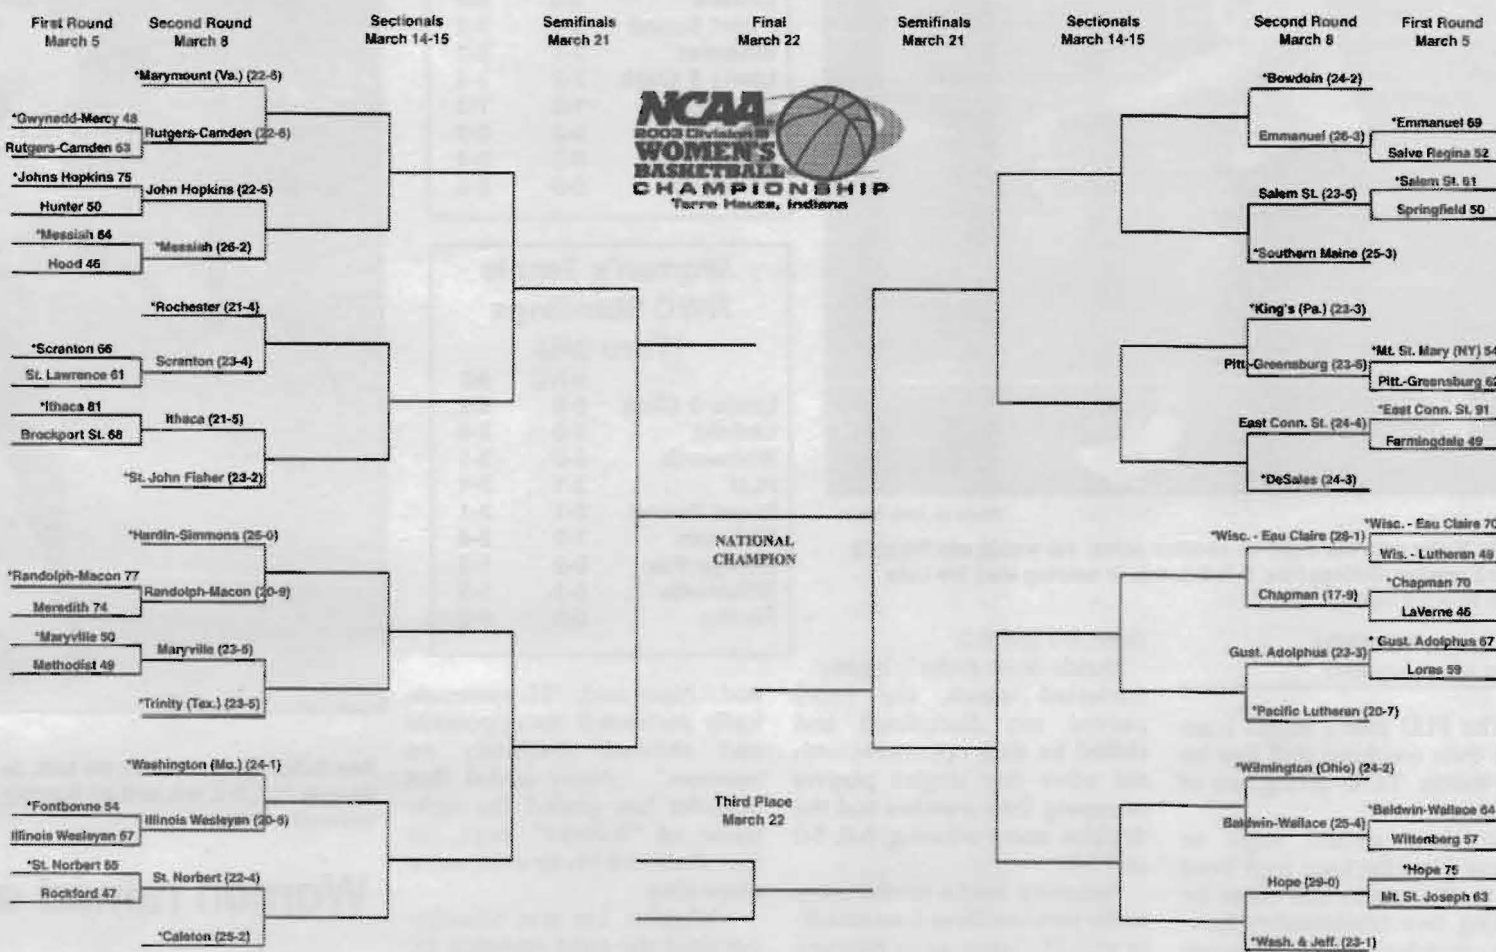 First Round
March 5
Second Round
March 8
Sectionals
March 14-15
Semifinals
March 21
Final
March 22
Semifinals
March 21
Sectionals
March 14-15
Second Round
March 8
First Round
March 5
NCAA
2003 Division III
WOMEN'S
BASKETBALL
CHAMPIONSHIP
Terre Haute, Indiana
*Marymount (Va.) (22-6)
*Gwynedd-Mercy 48
Rutgers-Camden (22-6)
Rutgers-Camden 63
*Johns Hopkins 75
John Hopkins (22-5)
Hunter 50
*Messiah 64
*Messiah (26-2)
Hood 46
*Rochester (21-4)
*Scranton 66
Scranton (23-4)
St. Lawrence 61
*Ithaca 81
Ithaca (21-5)
Brockport St. 68
*St. John Fisher (23-2)
*Hardin-Simmons (26-0)
*Randolph-Macon 77
Randolph-Macon (20-9)
Meredith 74
*Maryville 50
Maryville (23-5)
Methodist 49
*Trinity (Tex.) (23-5)
*Washington (Mo.) (24-1)
*Fontbonne 54
Illinois Wesleyan (20-6)
Illinois Wesleyan 67
*St. Norbert 55
St. Norbert (22-4)
Rockford 47
*Caleton (25-2)
NATIONAL
CHAMPION
Third Place
March 22
*Bowdoin (24-2)
*Emmanuel 69
Emmanuel (26-3)
Salve Regina 52
*Salem St. 61
Salem St. (23-5)
Springfield 50
*Southern Maine (25-3)
*King's (Pa.) (23-3)
*Mt. St. Mary (NY) 54
Pitt.-Greensburg (23-5)
Pitt.-Greensburg 62
*East Conn. St. 91
East Conn. St. (24-4)
Farmingdale 49
*DeSales (24-3)
*Wisc. - Eau Claire 70
*Wisc. - Eau Claire (28-1)
Wis. - Lutheran 49
*Chapman 70
Chapman (17-9)
LaVerne 46
* Gust. Adolphus 67
Gust. Adolphus (23-3)
Loras 59
*Pacific Lutheran (20-7)
*Wilmington (Ohio) (24-2)
*Baldwin-Wallace 64
Baldwin-Wallace (25-4)
Wittenberg 57
*Hope 75
Hope (29-0)
Mt. St. Joseph 63
*Wash. & Jeff. (23-1)